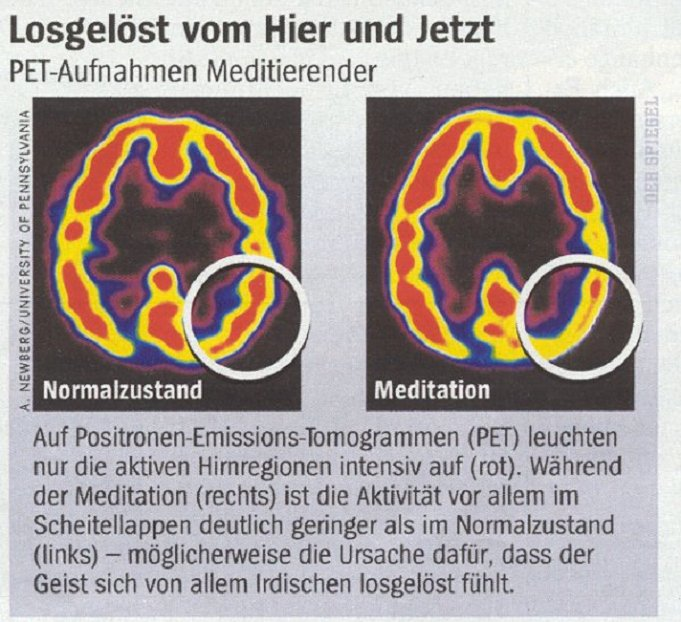 Losgelöst vom Hier und Jetzt
PET-Aufnahmen Meditierender
A. NEWBERG/UNIVERSITY OF PENNSYLVANIA
DER SPIEGEL
Normalzustand
Meditation
Auf Positronen-Emissions-Tomogrammen (PET) leuchten
nur die aktiven Hirnregionen intensiv auf (rot). Während
der Meditation (rechts) ist die Aktivität vor allem im
Scheitellappen deutlich geringer als im Normalzustand
(links) – möglicherweise die Ursache dafür, dass der
Geist sich von allem Irdischen losgelöst fühlt.